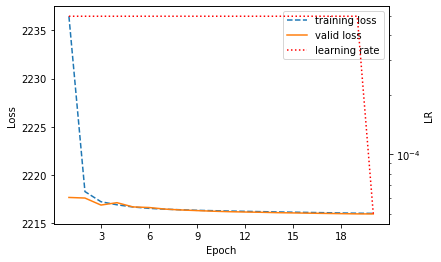 training loss
valid loss
learning rate
2235
2230
2225
2220
2215
Loss
10⁻⁴
LR
3 6 9 12 15 18
Epoch